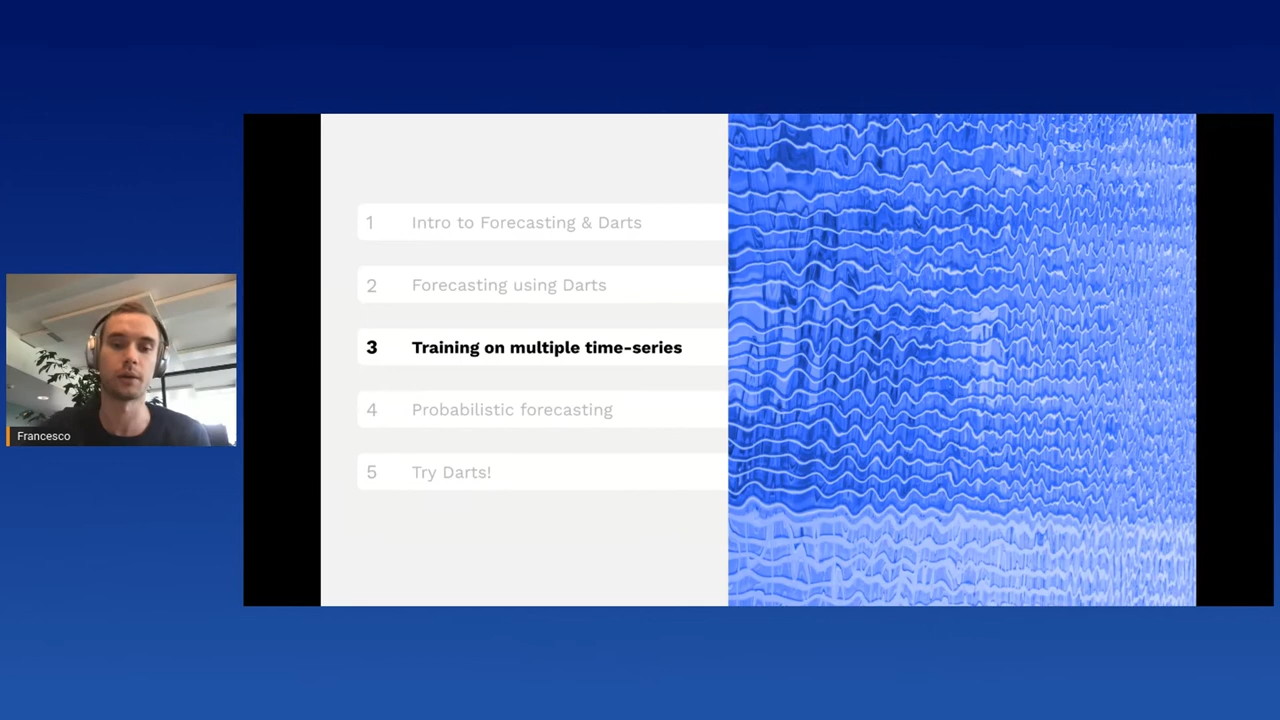 1 Intro to Forecasting & Darts
2 Forecasting using Darts
3 Training on multiple time-series
4 Probabilistic forecasting
5 Try Darts!
Francesco